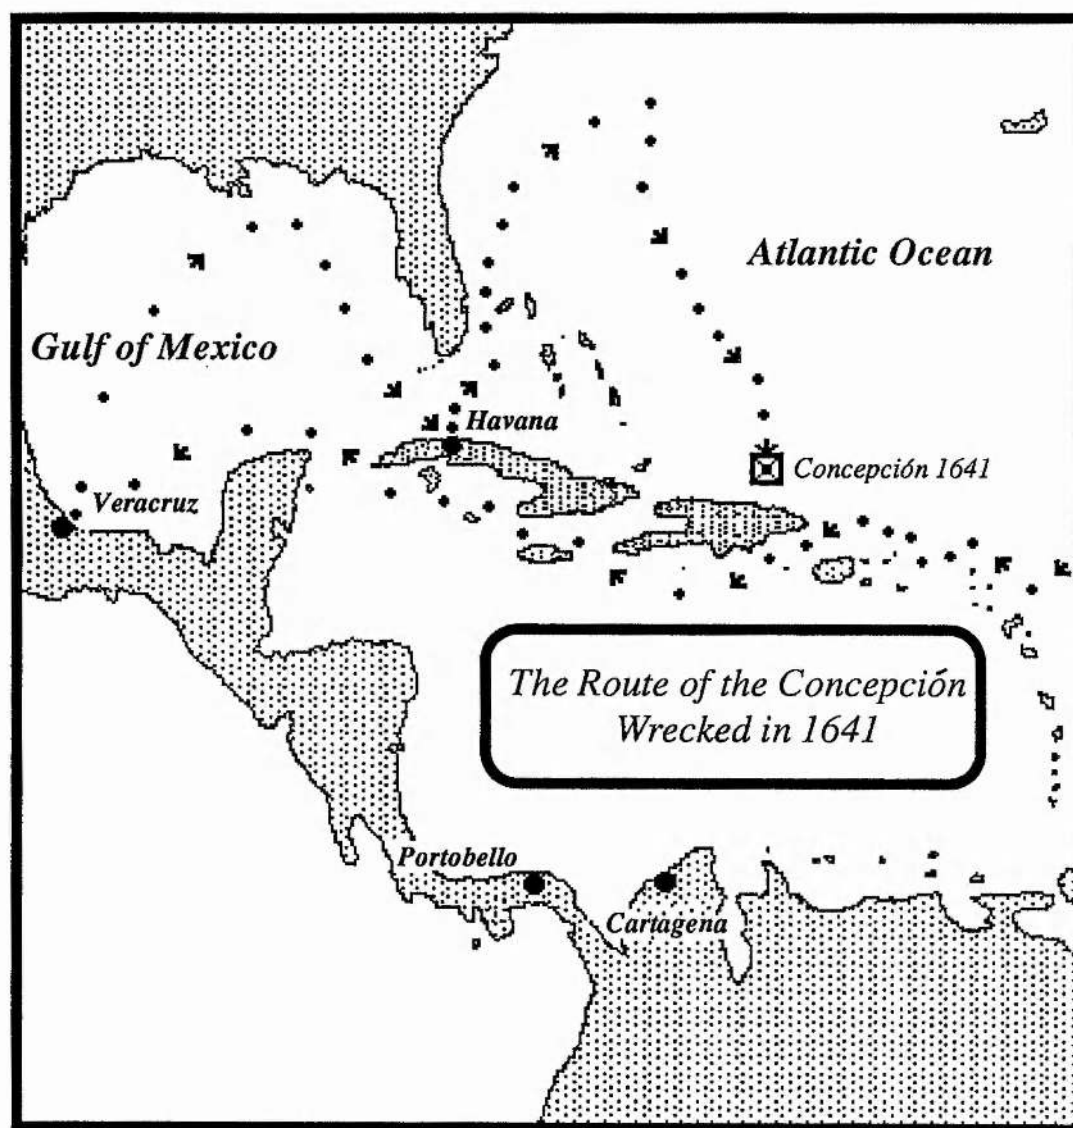 Atlantic Ocean
Gulf of Mexico
Havana
Concepción 1641
Veracruz
The Route of the Concepción
Wrecked in 1641
Portobello
Cartagena